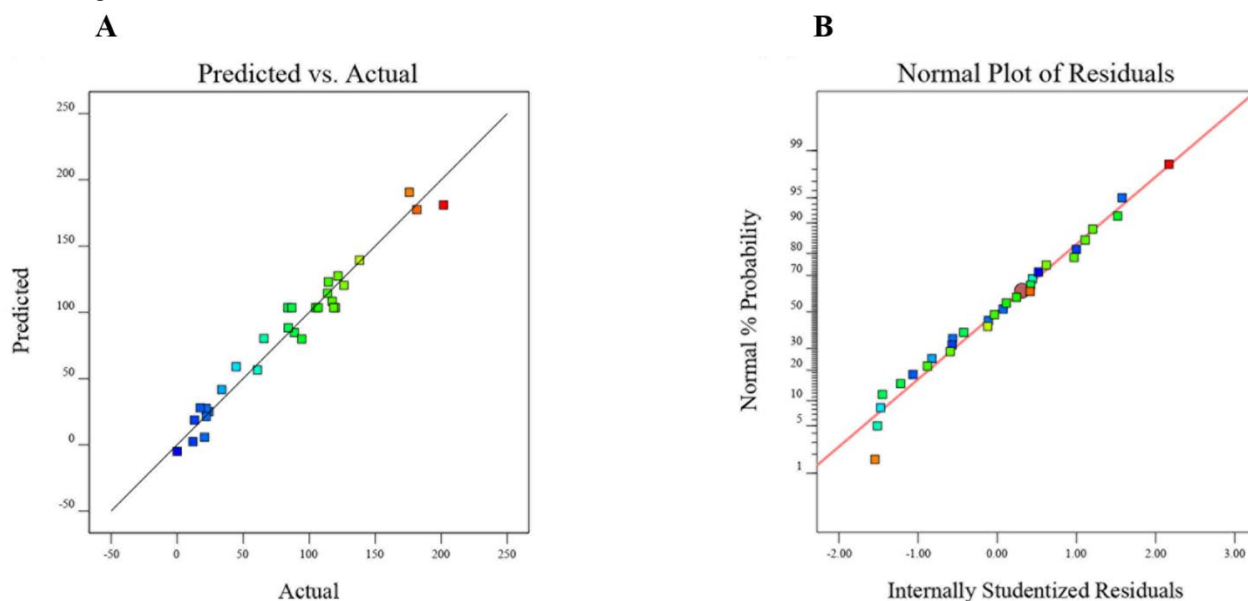 A
B
Predicted vs. Actual
250
200
150
100
50
0
-50
Predicted
-50 0 50 100 150 200 250
Actual
Normal Plot of Residuals
99
95
90
80
70
50
30
20
10
5
1
Normal % Probability
-2.00 -1.00 0.00 1.00 2.00 3.00
Internally Studentized Residuals